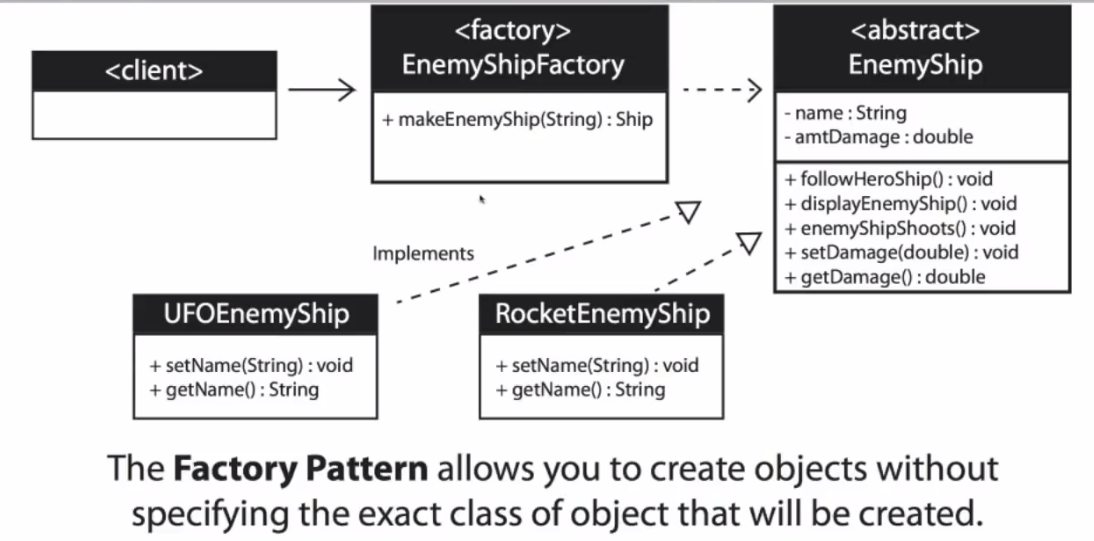 <client>
<factory>
EnemyShipFactory
+ makeEnemyShip(String) : Ship
<abstract>
EnemyShip
- name : String
- amtDamage : double
+ followHeroShip() : void
+ displayEnemyShip() : void
+ enemyShipShoots() : void
+ setDamage(double) : void
+ getDamage() : double
Implements
UFOEnemyShip
+ setName(String) : void
+ getName() : String
RocketEnemyShip
+ setName(String) : void
+ getName() : String
The Factory Pattern allows you to create objects without
specifying the exact class of object that will be created.